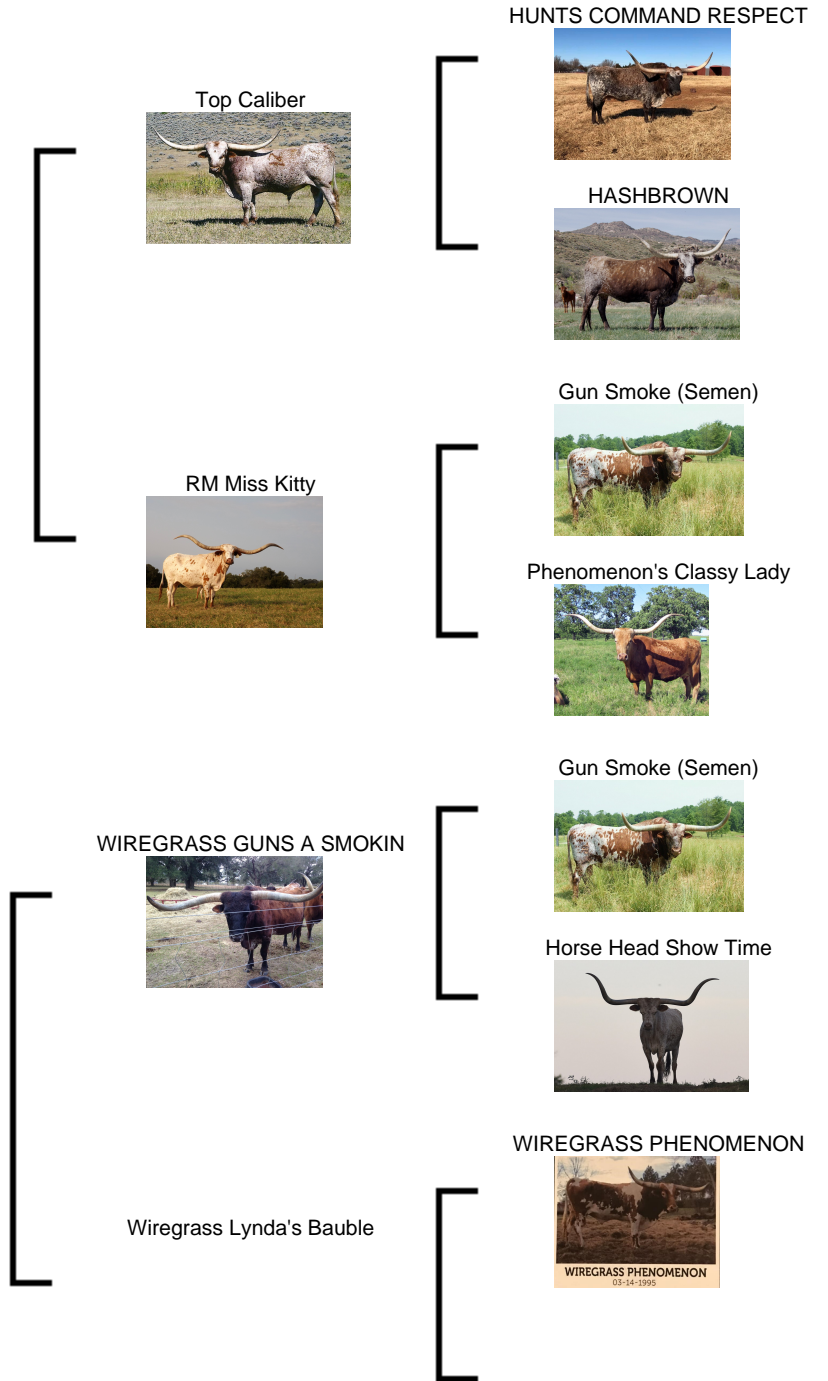 HUNTS COMMAND RESPECT
Top Caliber
HASHBROWN
Gun Smoke (Semen)
RM Miss Kitty
Phenomenon's Classy Lady
Gun Smoke (Semen)
WIREGRASS GUNS A SMOKIN
Horse Head Show Time
WIREGRASS PHENOMENON
Wiregrass Lynda's Bauble
WIREGRASS PHENOMENON
03-14-1995